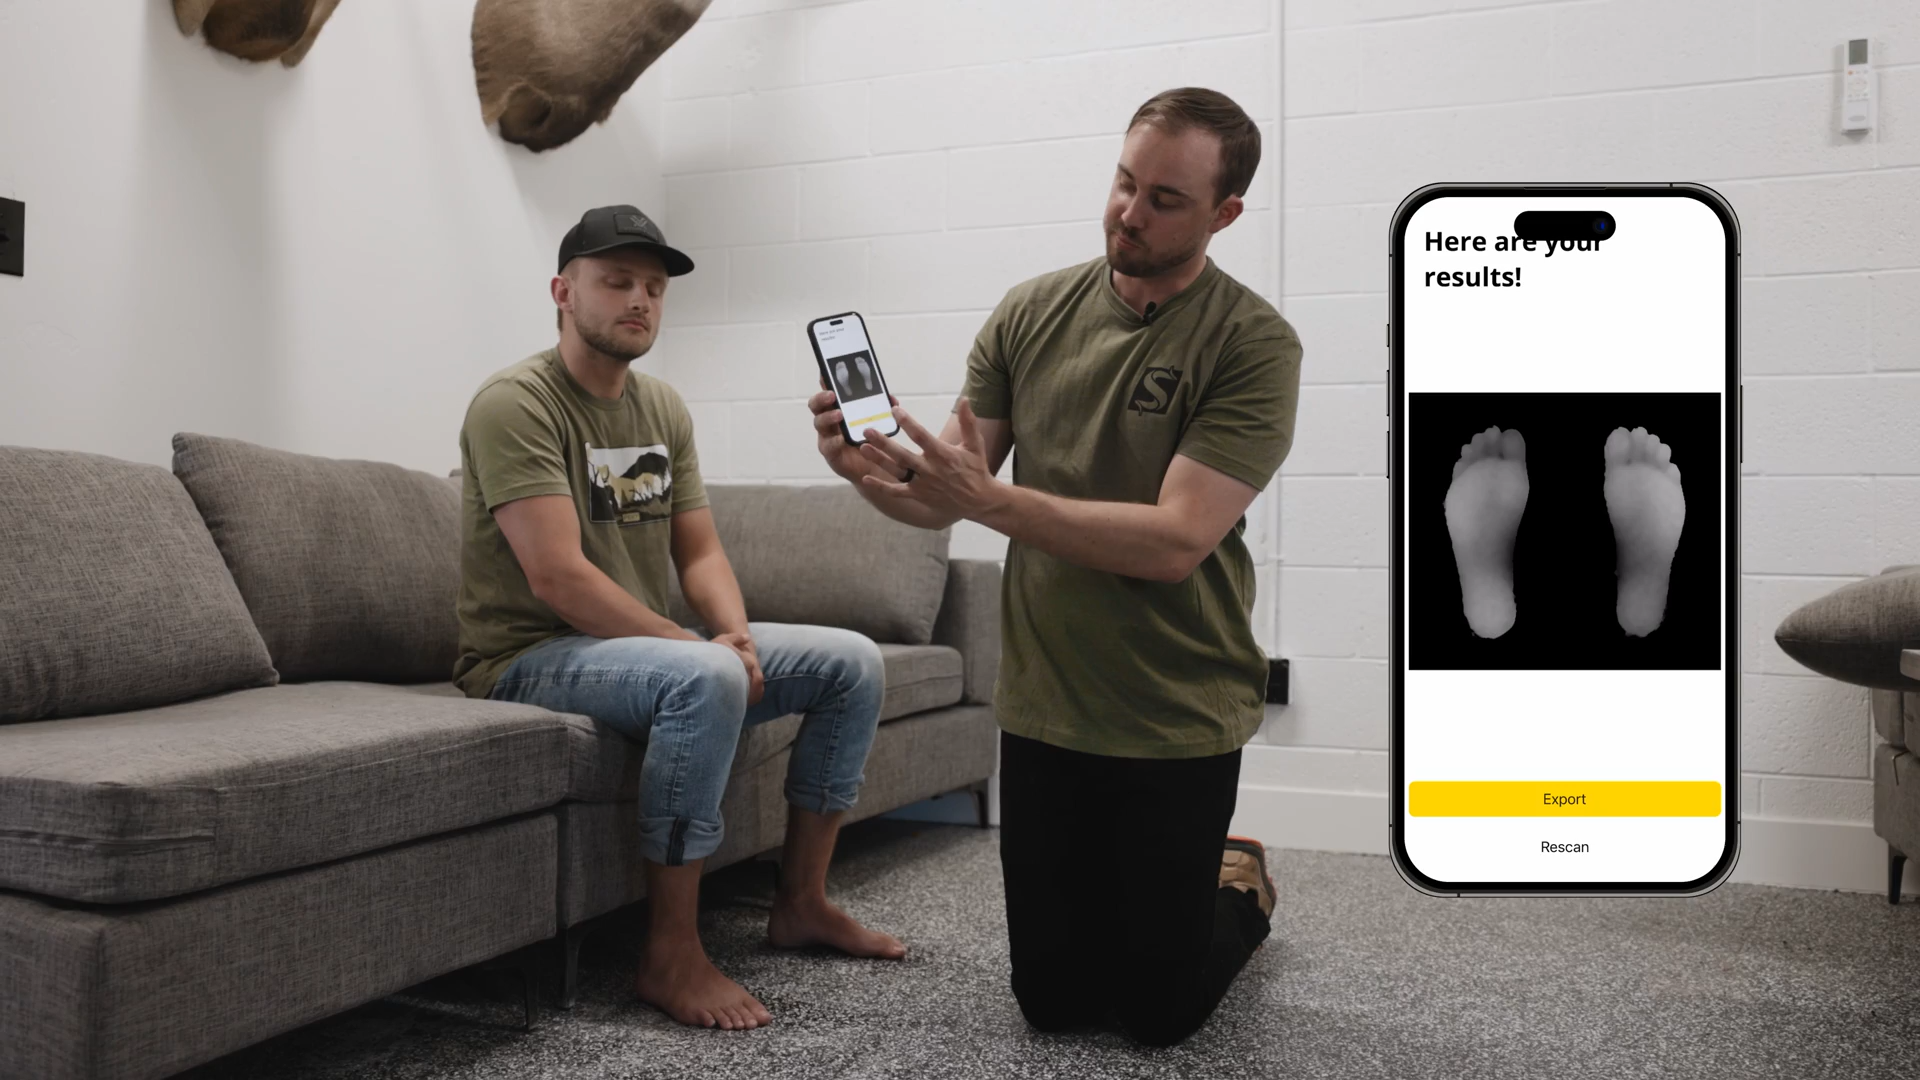 Here are your
results!
Export
Rescan
S